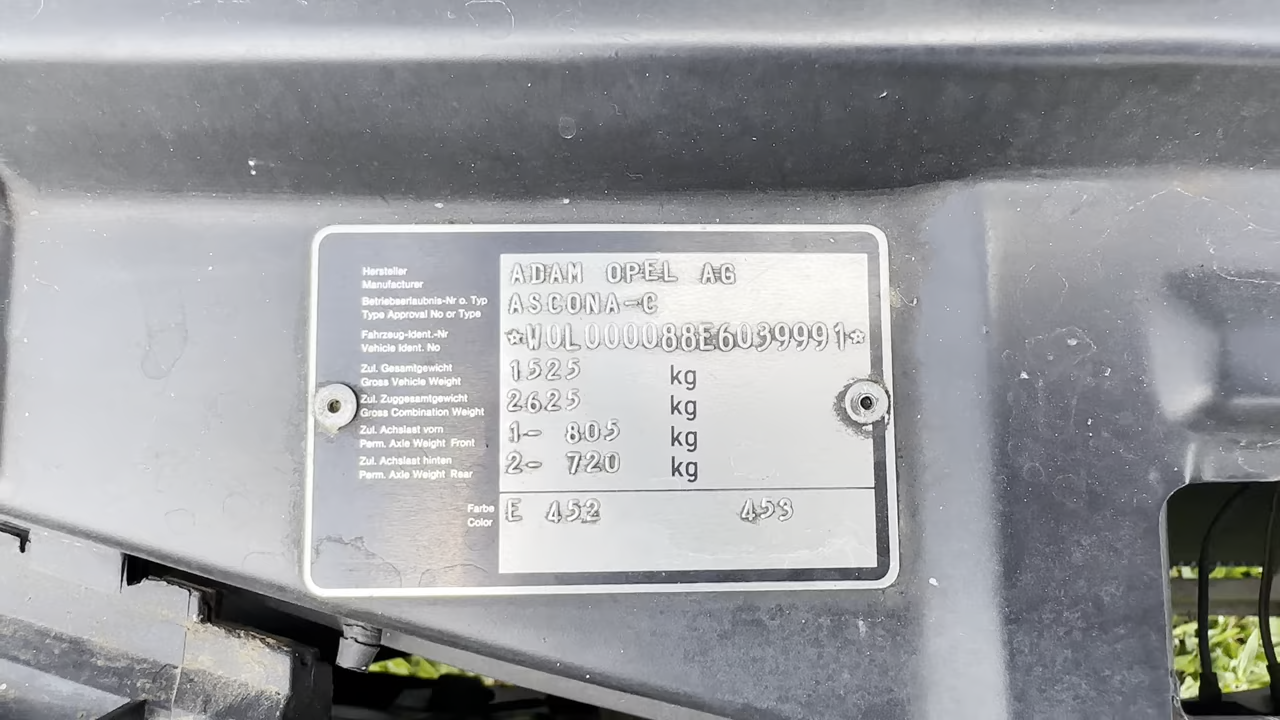 Hersteller
Manufacturer
ADAM OPEL AG
Betriebserlaubnis-Nr o. Typ
Type Approval No or Type
ASCONA-C
Fahrzeug-Ident.-Nr
Vehicle Ident. No
*W0L000088E6039991*
Zul. Gesamtgewicht
Gross Vehicle Weight
1525 kg
Zul. Zuggesamtgewicht
Gross Combination Weight
2625 kg
Zul. Achslast vorn
Perm. Axle Weight Front
1- 805 kg
Zul. Achslast hinten
Perm. Axle Weight Rear
2- 720 kg
Farbe
Color
E 452 453